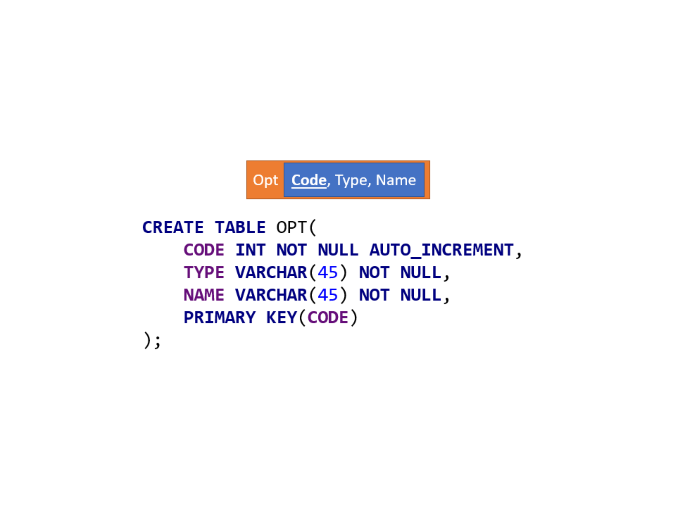 Opt Code, Type, Name
CREATE TABLE OPT(
    CODE INT NOT NULL AUTO_INCREMENT,
    TYPE VARCHAR(45) NOT NULL,
    NAME VARCHAR(45) NOT NULL,
    PRIMARY KEY(CODE)
);